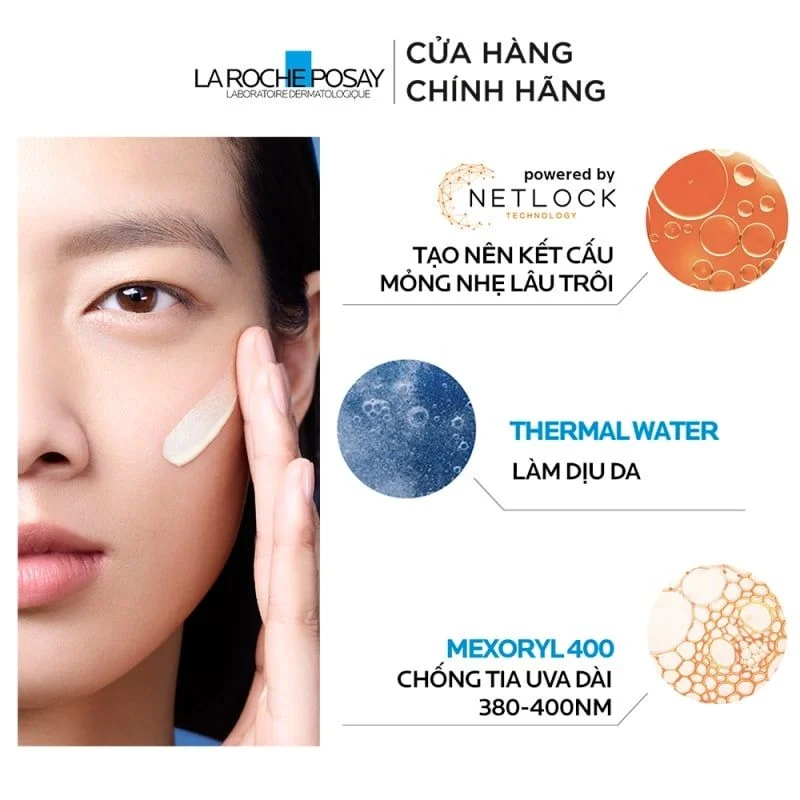 LA ROCHE POSAY
LABORATOIRE DERMATOLOGIQUE
CỬA HÀNG
CHÍNH HÃNG
powered by
NETLOCK
TECHNOLOGY
TẠO NÊN KẾT CẤU
MỎNG NHẸ LÂU TRÔI
THERMAL WATER
LÀM DỊU DA
MEXORYL 400
CHỐNG TIA UVA DÀI
380-400NM